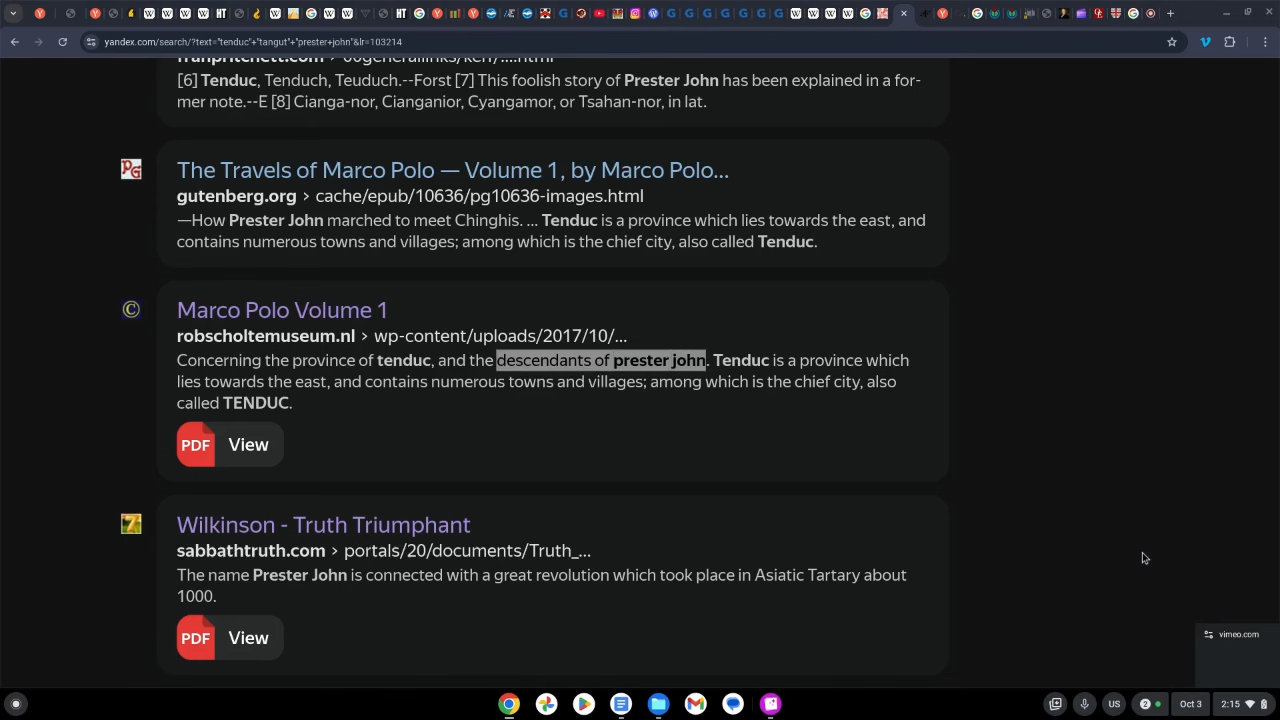 yandex.com/search/?text="tenduc"+"tangut"+"prester+john"&lr=103214
[6] Tenduc, Tenduch, Teuduch.--Forst [7] This foolish story of Prester John has been explained in a for-
mer note.--E [8] Cianga-nor, Cianganior, Cyangamor, or Tsahan-nor, in lat.
The Travels of Marco Polo — Volume 1, by Marco Polo...
gutenberg.org › cache/epub/10636/pg10636-images.html
—How Prester John marched to meet Chinghis. ... Tenduc is a province which lies towards the east, and
contains numerous towns and villages; among which is the chief city, also called Tenduc.
Marco Polo Volume 1
robscholtemuseum.nl › wp-content/uploads/2017/10/...
Concerning the province of tenduc, and the descendants of prester john. Tenduc is a province which
lies towards the east, and contains numerous towns and villages; among which is the chief city, also
called TENDUC.
PDF View
Wilkinson - Truth Triumphant
sabbathtruth.com › portals/20/documents/Truth_...
The name Prester John is connected with a great revolution which took place in Asiatic Tartary about
1000.
PDF View
vimeo.com
US 2 Oct 3 2:15